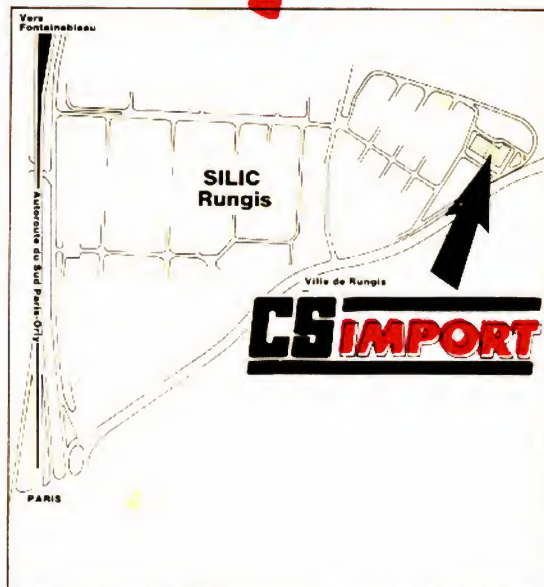 Vers
Fontainebleau
SILIC
Rungis
Autoroute du Sud Paris-Orly
Ville de Rungis
CS IMPORT
PARIS